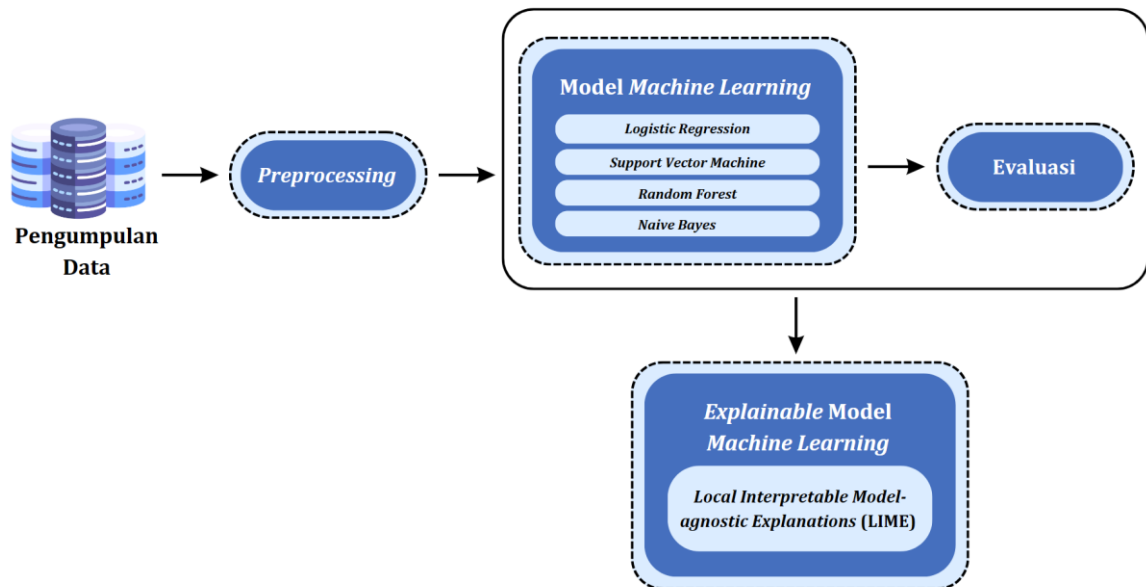 Pengumpulan
Data
Preprocessing
Model Machine Learning
Logistic Regression
Support Vector Machine
Random Forest
Naive Bayes
Evaluasi
Explainable Model
Machine Learning
Local Interpretable Model-
agnostic Explanations (LIME)